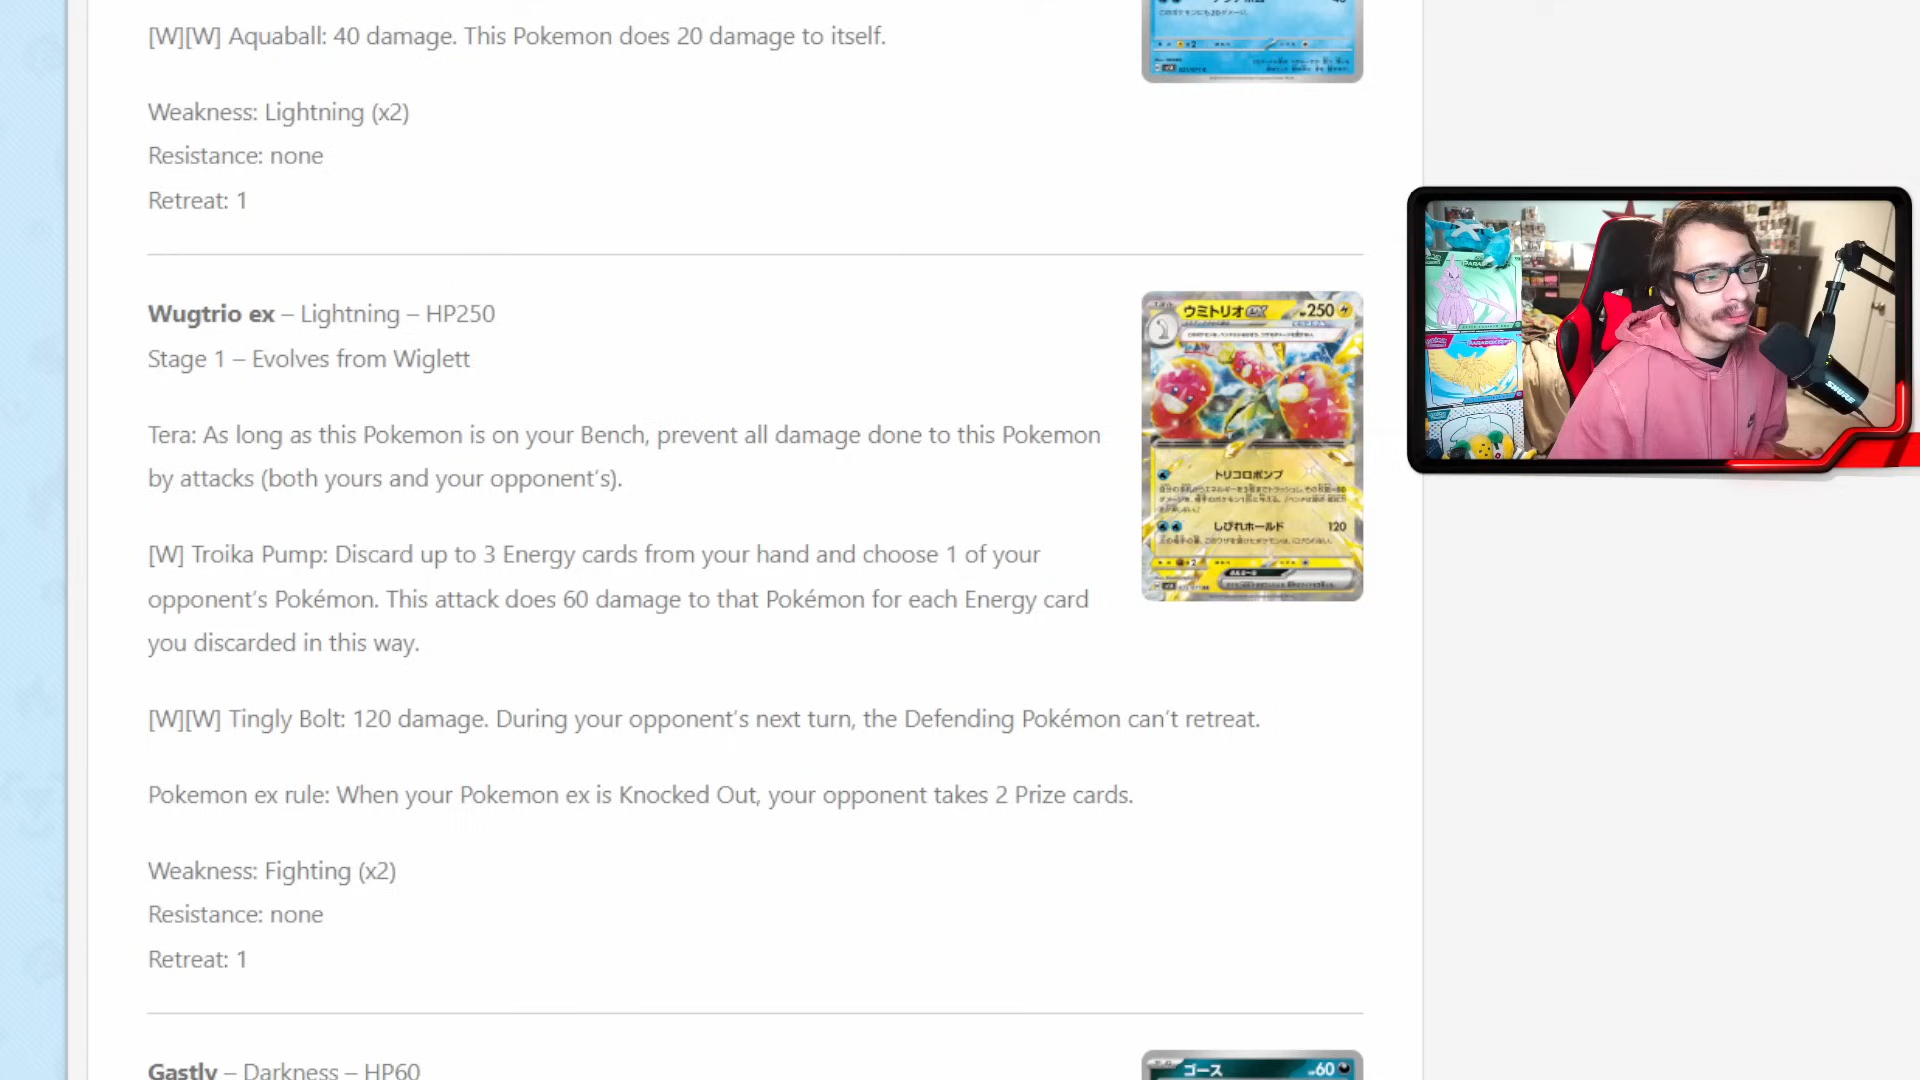 [W][W] Aquaball: 40 damage. This Pokemon does 20 damage to itself.
Weakness: Lightning (x2)
Resistance: none
Retreat: 1
Wugtrio ex – Lightning – HP250
Stage 1 – Evolves from Wiglett
Tera: As long as this Pokemon is on your Bench, prevent all damage done to this Pokemon
by attacks (both yours and your opponent’s).
[W] Troika Pump: Discard up to 3 Energy cards from your hand and choose 1 of your
opponent’s Pokémon. This attack does 60 damage to that Pokémon for each Energy card
you discarded in this way.
[W][W] Tingly Bolt: 120 damage. During your opponent’s next turn, the Defending Pokémon can’t retreat.
Pokemon ex rule: When your Pokemon ex is Knocked Out, your opponent takes 2 Prize cards.
Weakness: Fighting (x2)
Resistance: none
Retreat: 1
Gastly – Darkness – HP60
ウミトリオex 250
トリコロポンプ
しびれホールド 120
ゴース 60
SHURE